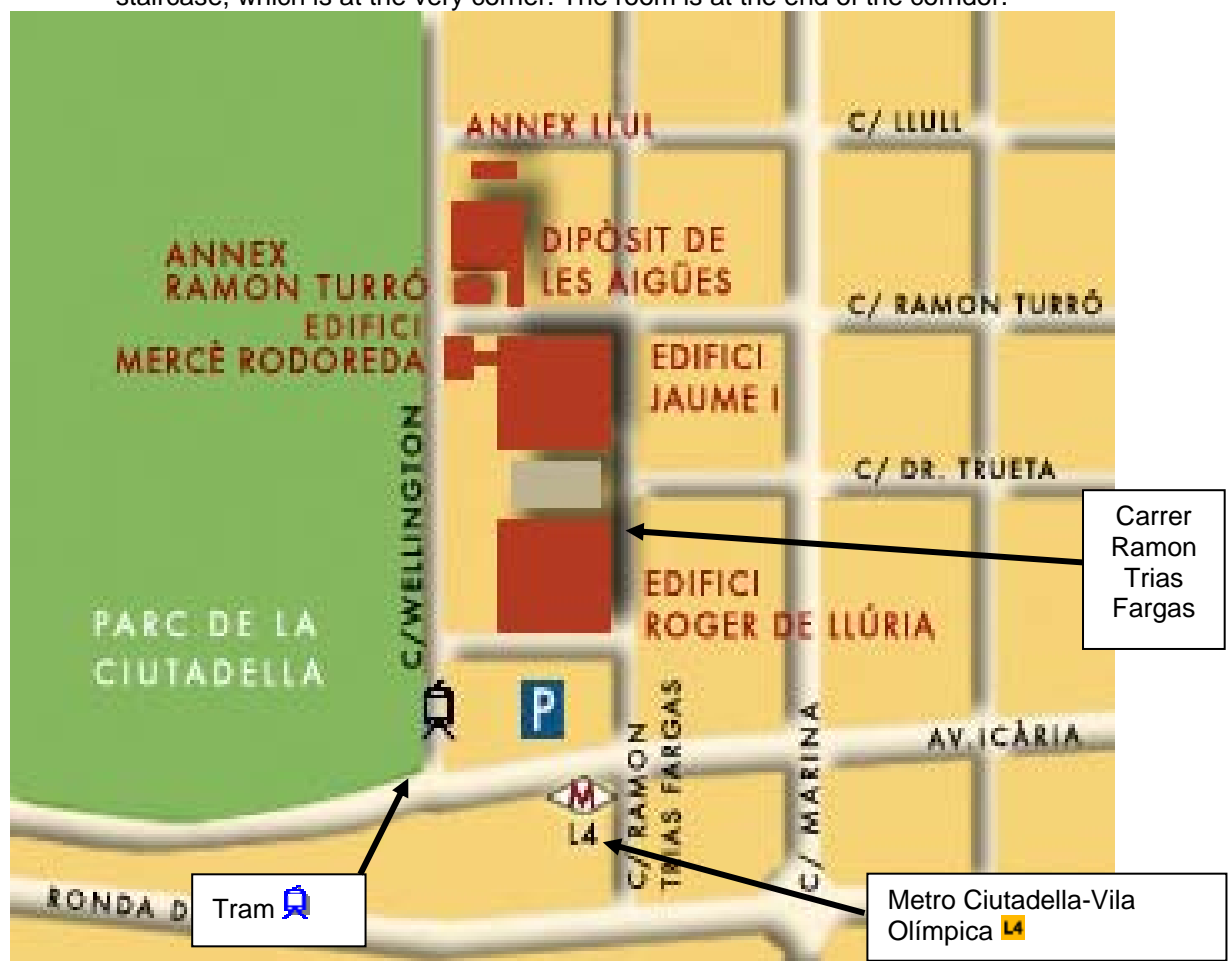 staircase, which is at the very corner. The room is at the end of the corridor.
ANNEX LLUL
C/ LLULL
ANNEX
RAMON TURRÓ
DIPÒSIT DE
LES AIGÜES
C/ RAMON TURRÓ
EDIFICI
MERCÈ RODOREDA
EDIFICI
JAUME I
C/WELLINGTON
C/ DR. TRUETA
Carrer
Ramon
Trias
Fargas
EDIFICI
ROGER DE LLÚRIA
PARC DE LA
CIUTADELLA
P
C/ RAMON
TRIAS FARGAS
C/ MARINA
AV. ICÀRIA
M
L4
RONDA D
Tram
Metro Ciutadella-Vila
Olímpica L4